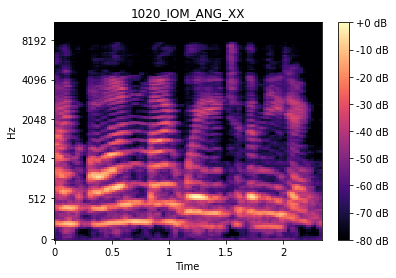 1020_IOM_ANG_XX
8192
4096
2048
1024
512
0
Hz
0
0.5
1
1.5
2
Time
+0 dB
-10 dB
-20 dB
-30 dB
-40 dB
-50 dB
-60 dB
-70 dB
-80 dB